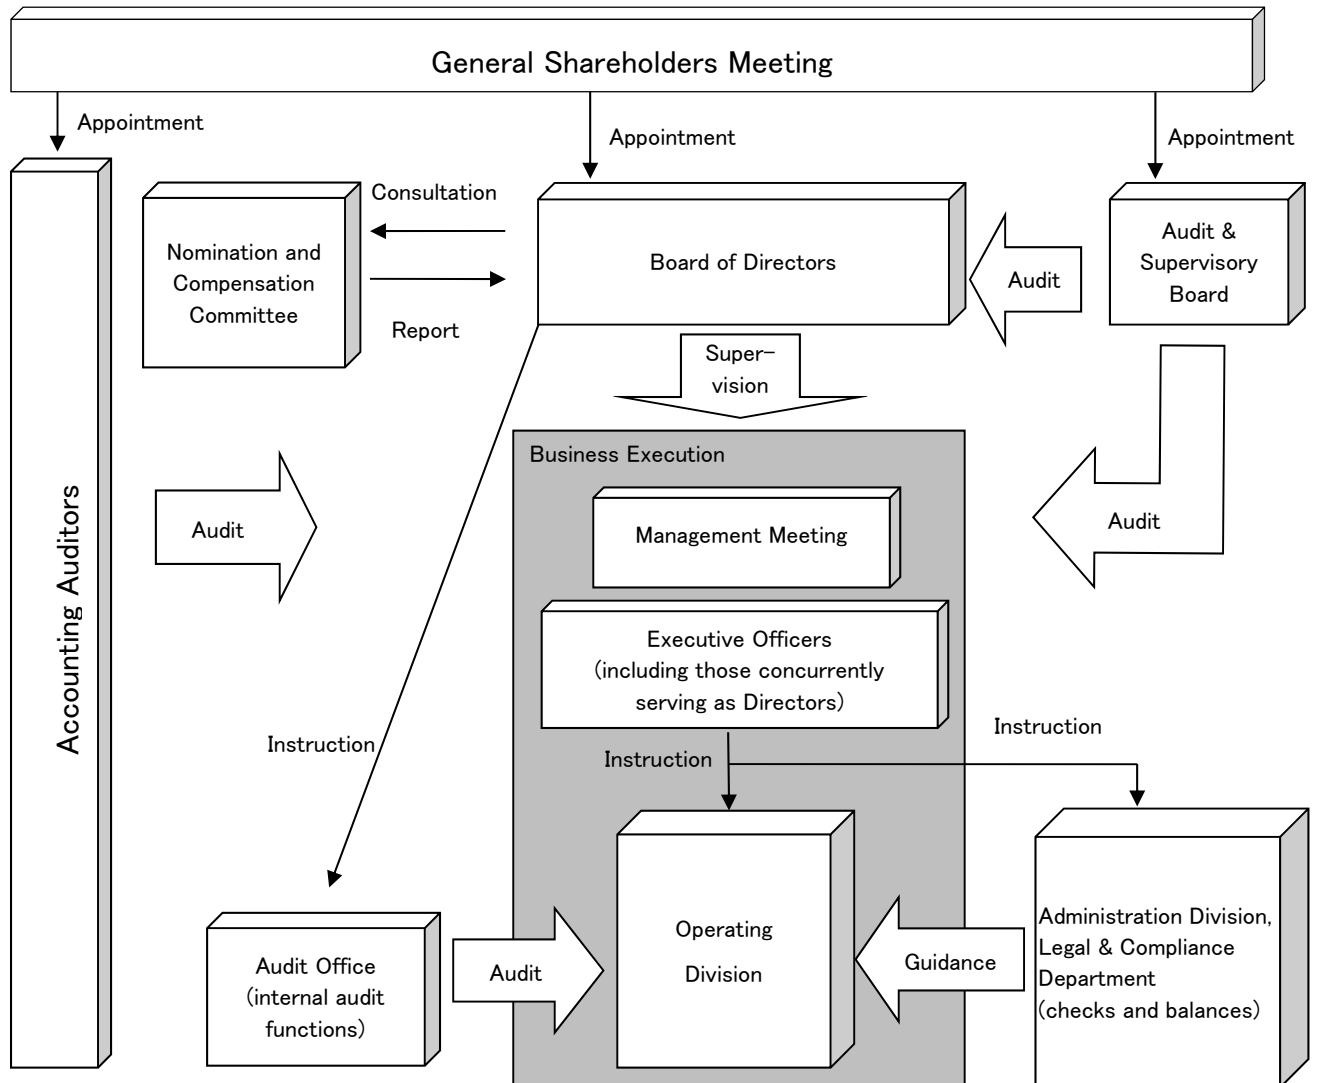 General Shareholders Meeting
Appointment
Appointment
Appointment
Accounting Auditors
Nomination and
Compensation
Committee
Consultation
Report
Board of Directors
Audit
Audit &
Supervisory
Board
Super-
vision
Business Execution
Audit
Management Meeting
Audit
Executive Officers
(including those concurrently
serving as Directors)
Instruction
Instruction
Instruction
Audit Office
(internal audit
functions)
Audit
Operating
Division
Guidance
Administration Division,
Legal & Compliance
Department
(checks and balances)